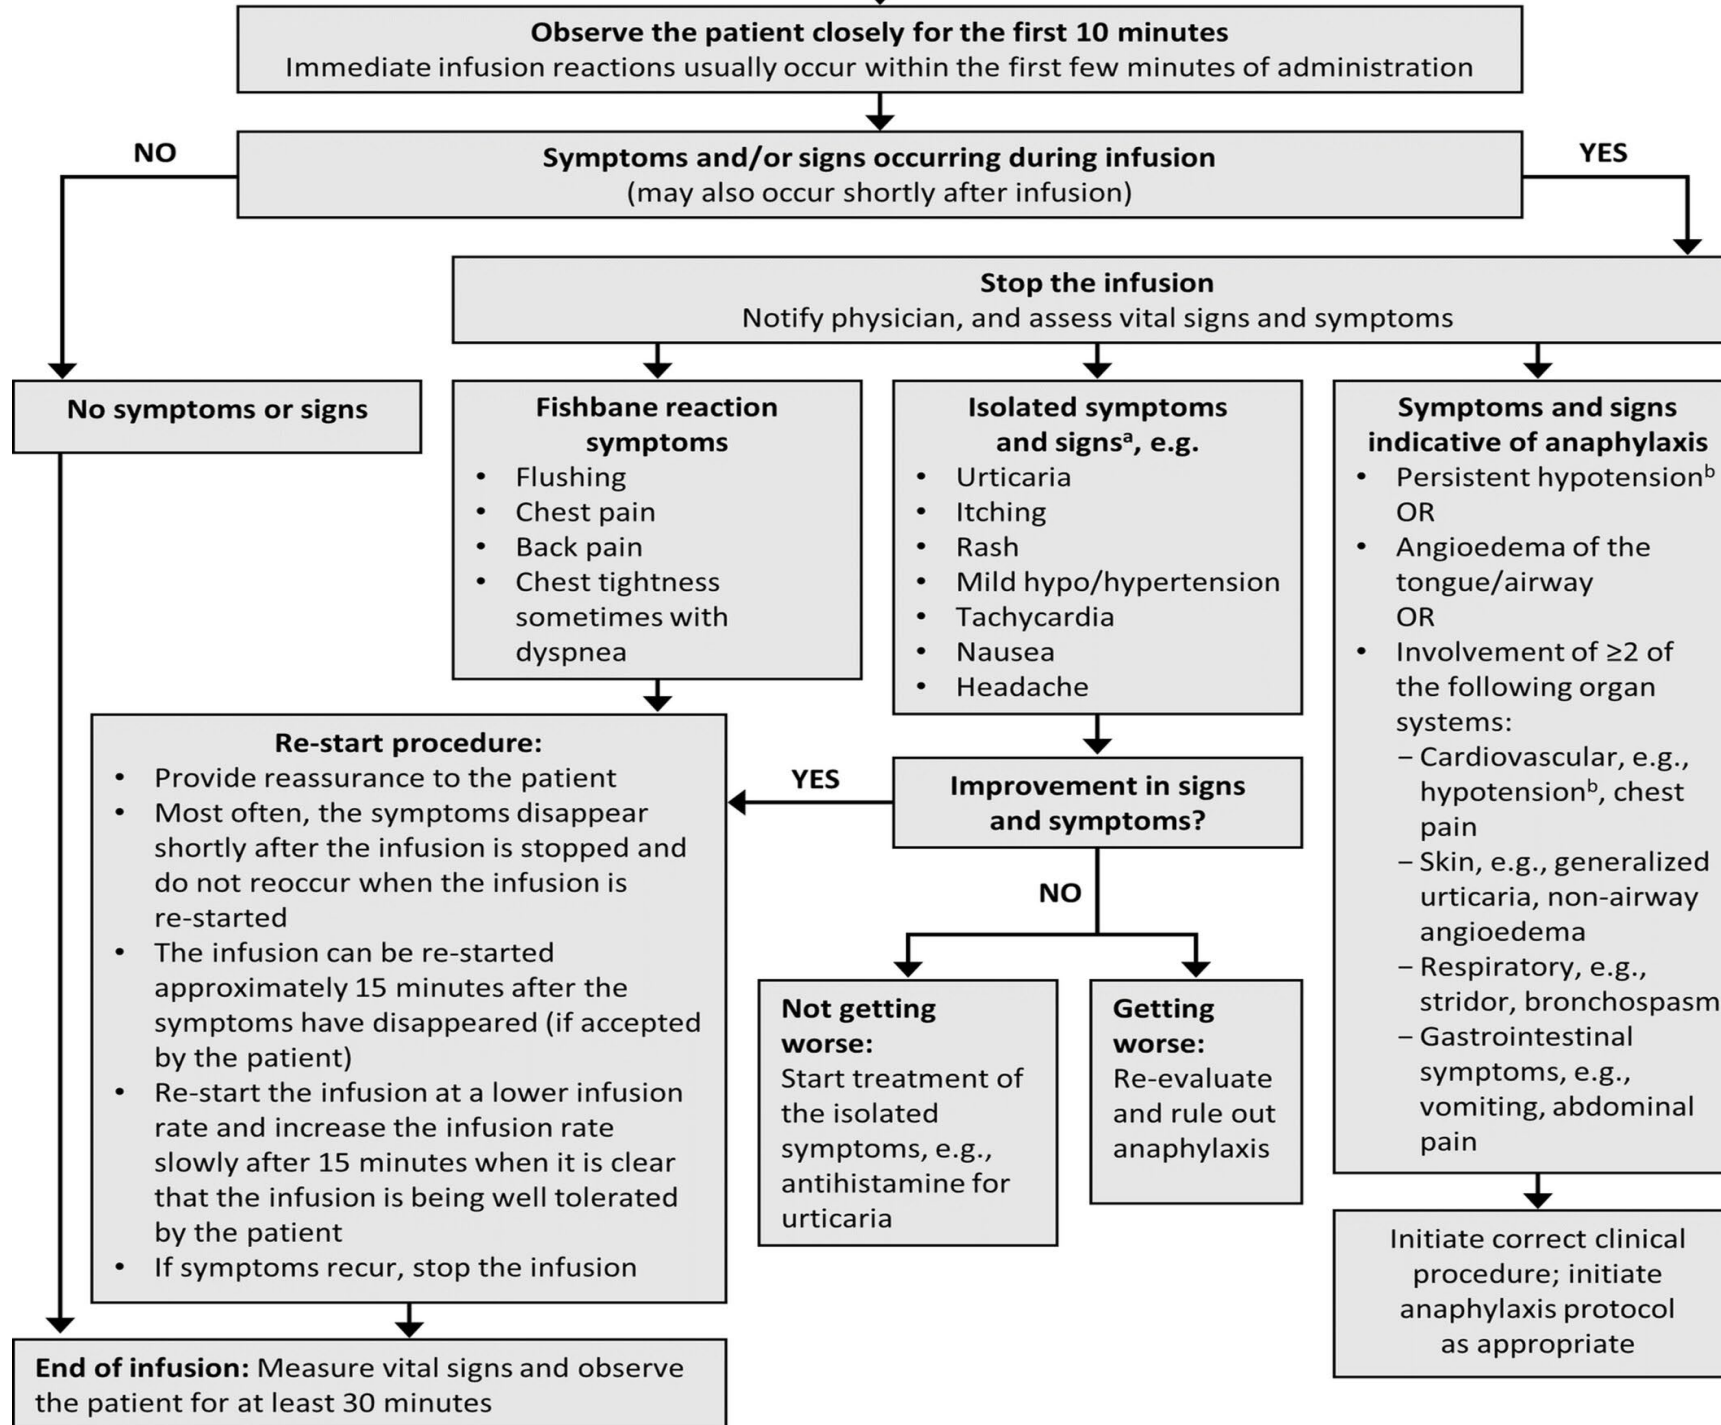 Observe the patient closely for the first 10 minutes
Immediate infusion reactions usually occur within the first few minutes of administration
NO
Symptoms and/or signs occurring during infusion
(may also occur shortly after infusion)
YES
Stop the infusion
Notify physician, and assess vital signs and symptoms
No symptoms or signs
Fishbane reaction
symptoms
• Flushing
• Chest pain
• Back pain
• Chest tightness
sometimes with
dyspnea
Isolated symptoms
and signsᵃ, e.g.
• Urticaria
• Itching
• Rash
• Mild hypo/hypertension
• Tachycardia
• Nausea
• Headache
Symptoms and signs
indicative of anaphylaxis
• Persistent hypotensionᵇ
OR
• Angioedema of the
tongue/airway
OR
• Involvement of ≥2 of
the following organ
systems:
– Cardiovascular, e.g.,
hypotensionᵇ, chest
pain
– Skin, e.g., generalized
urticaria, non-airway
angioedema
– Respiratory, e.g.,
stridor, bronchospasm
– Gastrointestinal
symptoms, e.g.,
vomiting, abdominal
pain
Re-start procedure:
• Provide reassurance to the patient
• Most often, the symptoms disappear
shortly after the infusion is stopped and
do not reoccur when the infusion is
re-started
• The infusion can be re-started
approximately 15 minutes after the
symptoms have disappeared (if accepted
by the patient)
• Re-start the infusion at a lower infusion
rate and increase the infusion rate
slowly after 15 minutes when it is clear
that the infusion is being well tolerated
by the patient
• If symptoms recur, stop the infusion
YES
Improvement in signs
and symptoms?
NO
Not getting
worse:
Start treatment of
the isolated
symptoms, e.g.,
antihistamine for
urticaria
Getting
worse:
Re-evaluate
and rule out
anaphylaxis
Initiate correct clinical
procedure; initiate
anaphylaxis protocol
as appropriate
End of infusion: Measure vital signs and observe
the patient for at least 30 minutes